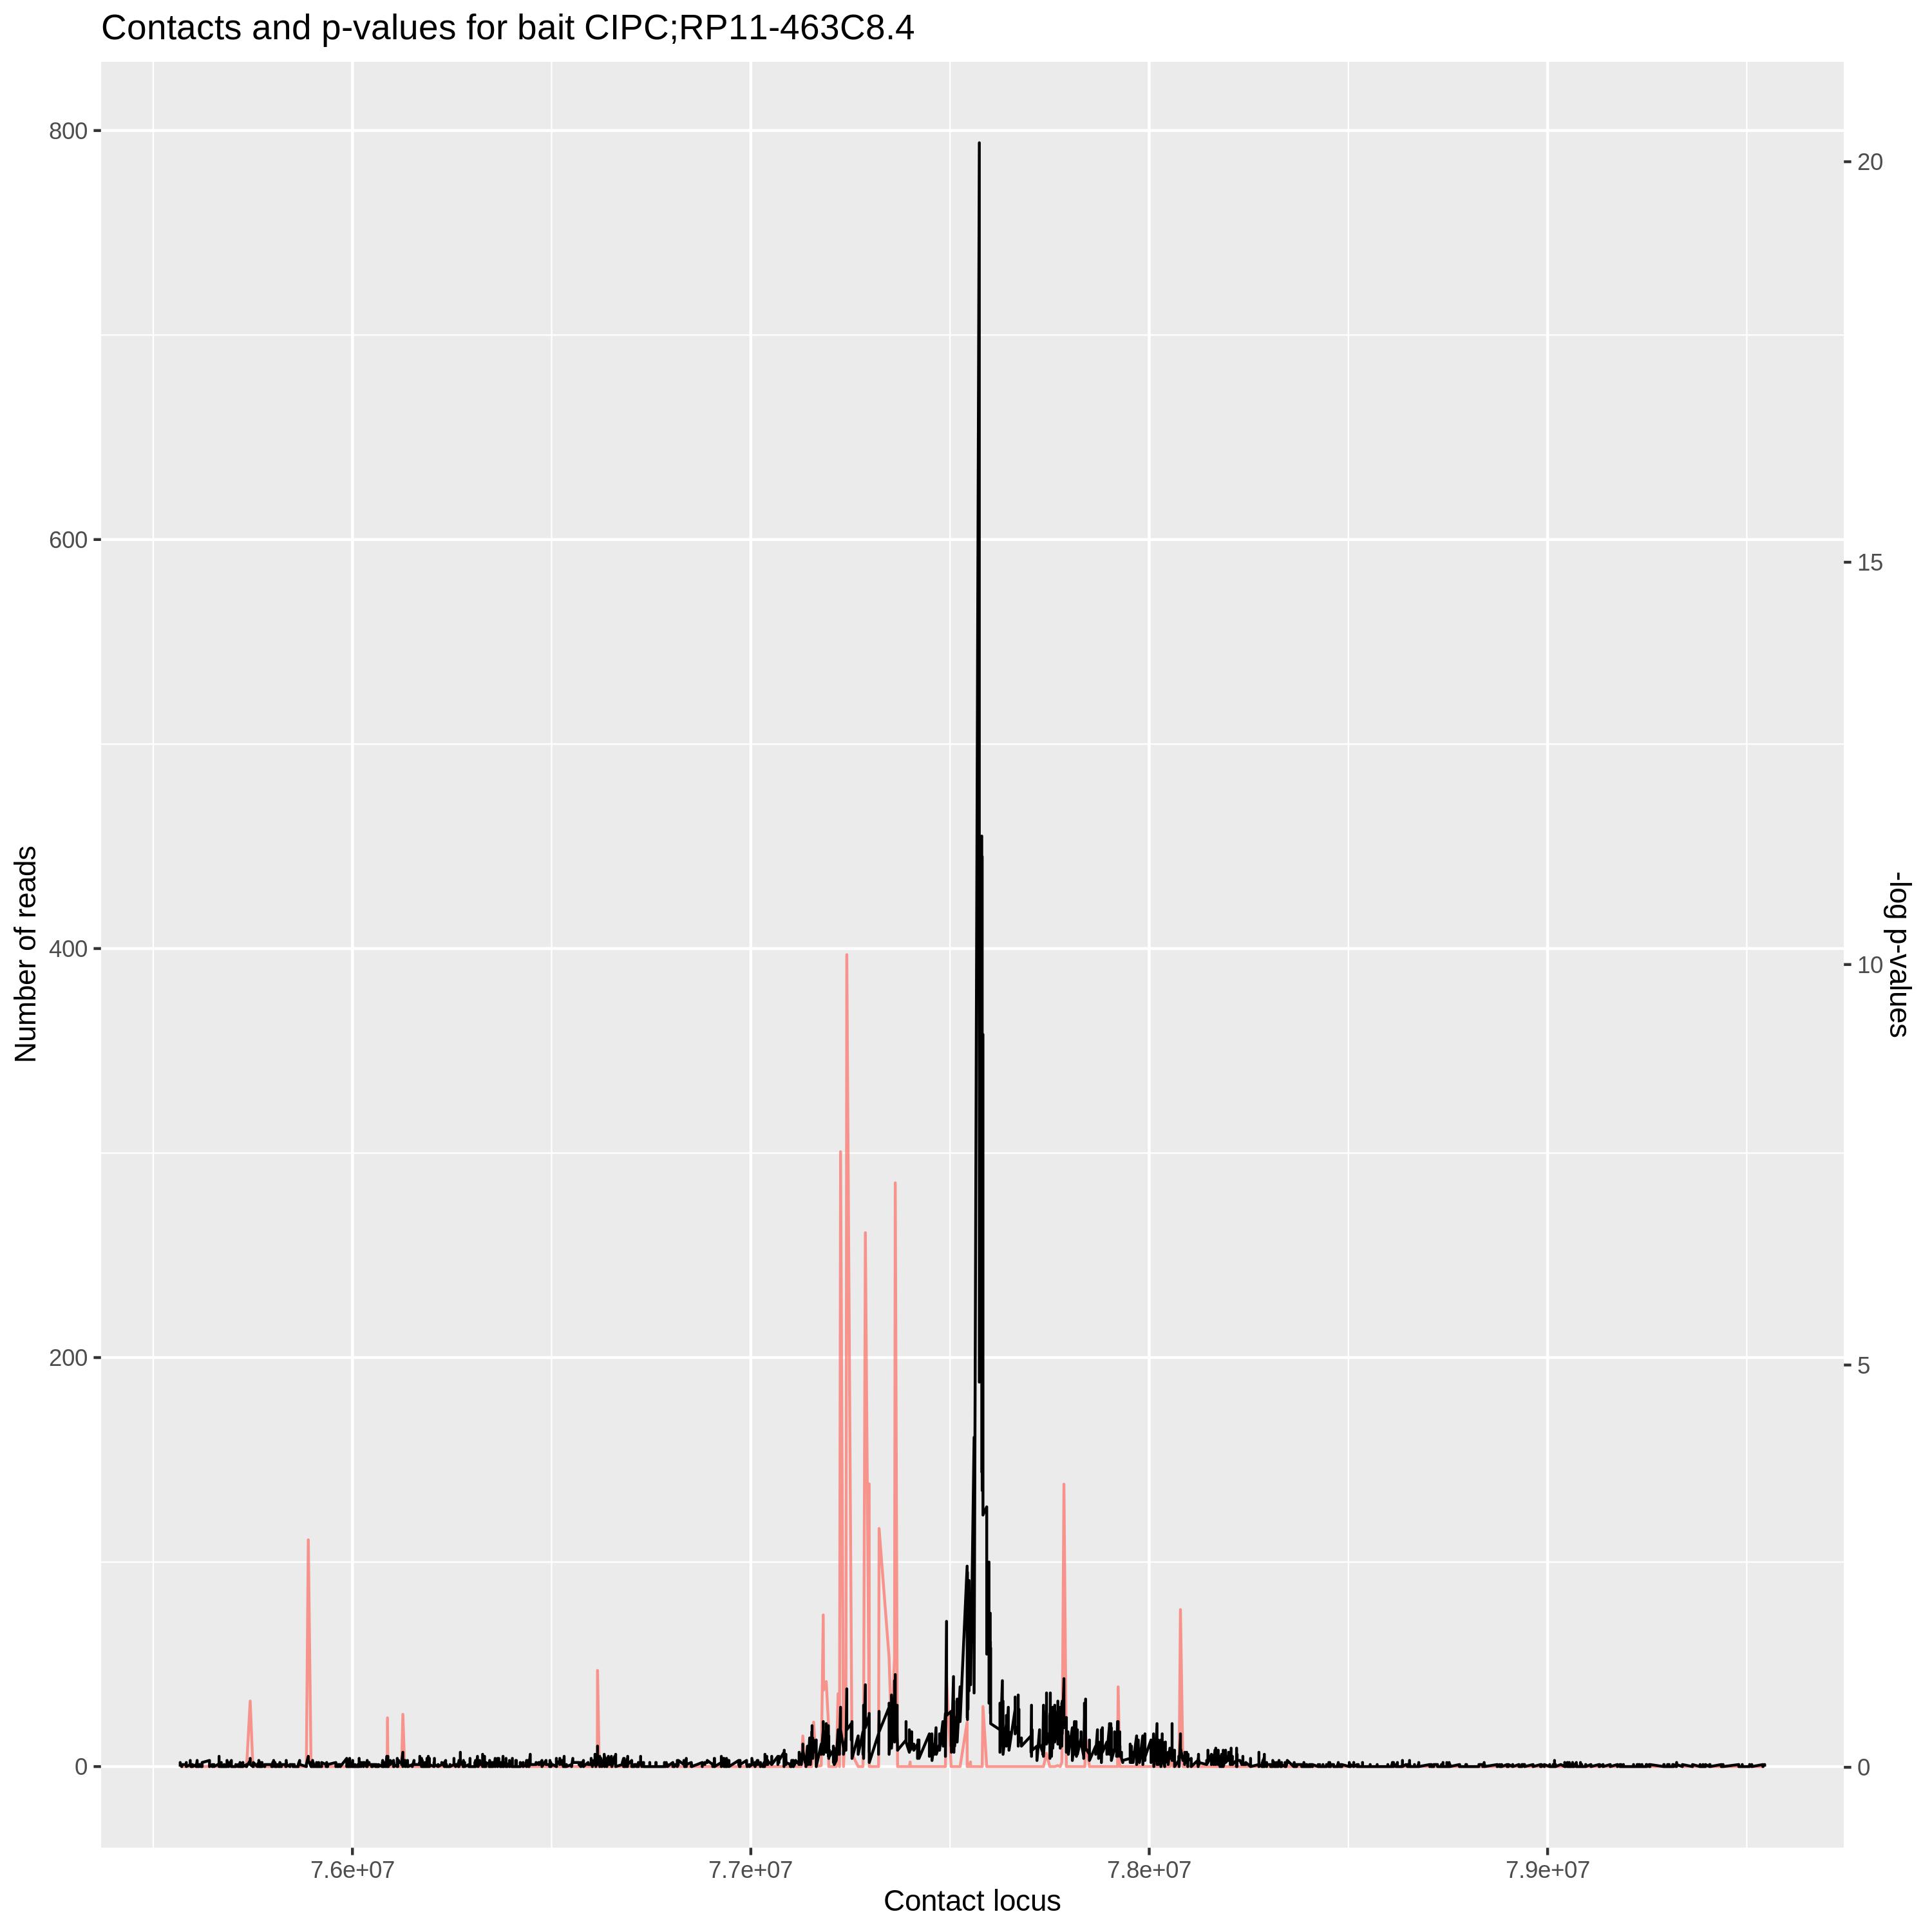 Contacts and p-values for bait CIPC;RP11-463C8.4
800
600
400
200
0
Number of reads
20
15
10
5
0
-log p-values
7.6e+07
7.7e+07
7.8e+07
7.9e+07
Contact locus